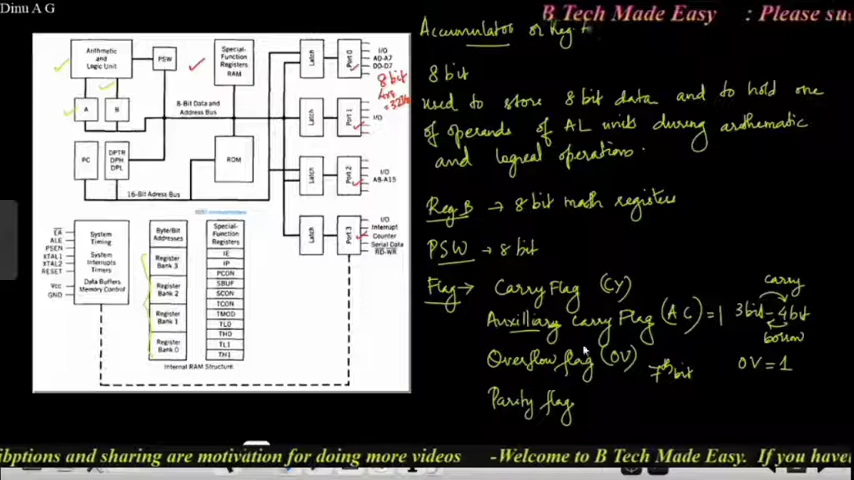 Dinu A G
B Tech Made Easy : Please su
Arithmetic
and
Logic Unit
PSW
Special-
Function
Registers
RAM
Latch
Port 0
I/O
A0-A7
D0-D7
8 bit
A
B
8-Bit Data and
Address Bus
Latch
Port 1
I/O
PC
DPTR
DPH
DPL
ROM
Latch
Port 2
I/O
A8-A15
16-Bit Adress Bus
Latch
Port 3
I/O
Interrupt
Counter
Serial Data
RD-WR
EA
ALE
PSEN
XTAL1
XTAL2
RESET
Vcc
GND
System
Timing
System
Interrupts
Timers
Data Buffers
Memory Control
Byte/Bit
Addresses
Register
Bank 3
Register
Bank 2
Register
Bank 1
Register
Bank 0
Special-
Function
Registers
IE
IP
PCON
SBUF
SCON
TCON
TMOD
TL0
TH0
TL1
TH1
Internal RAM Structure
Accumulator or Reg
8 bit
used to store 8 bit data and to hold one
of operands of AL units during arithematic
and logical operations.
Reg B → 8 bit math registers
PSW → 8 bit
Flag → Carry Flag (CY)
Auxilliary carry Flag (AC) = 1
carry
3 bit - 4 bit
borrow
Overflow flag (OV) 7th bit OV = 1
Parity flag
ibptions and sharing are motivation for doing more videos -Welcome to B Tech Made Easy. If you have